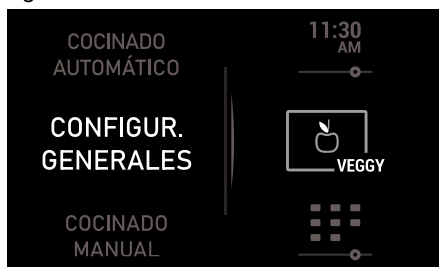 COCINADO
AUTOMÁTICO
11:30
AM
CONFIGUR.
GENERALES
VEGGY
COCINADO
MANUAL